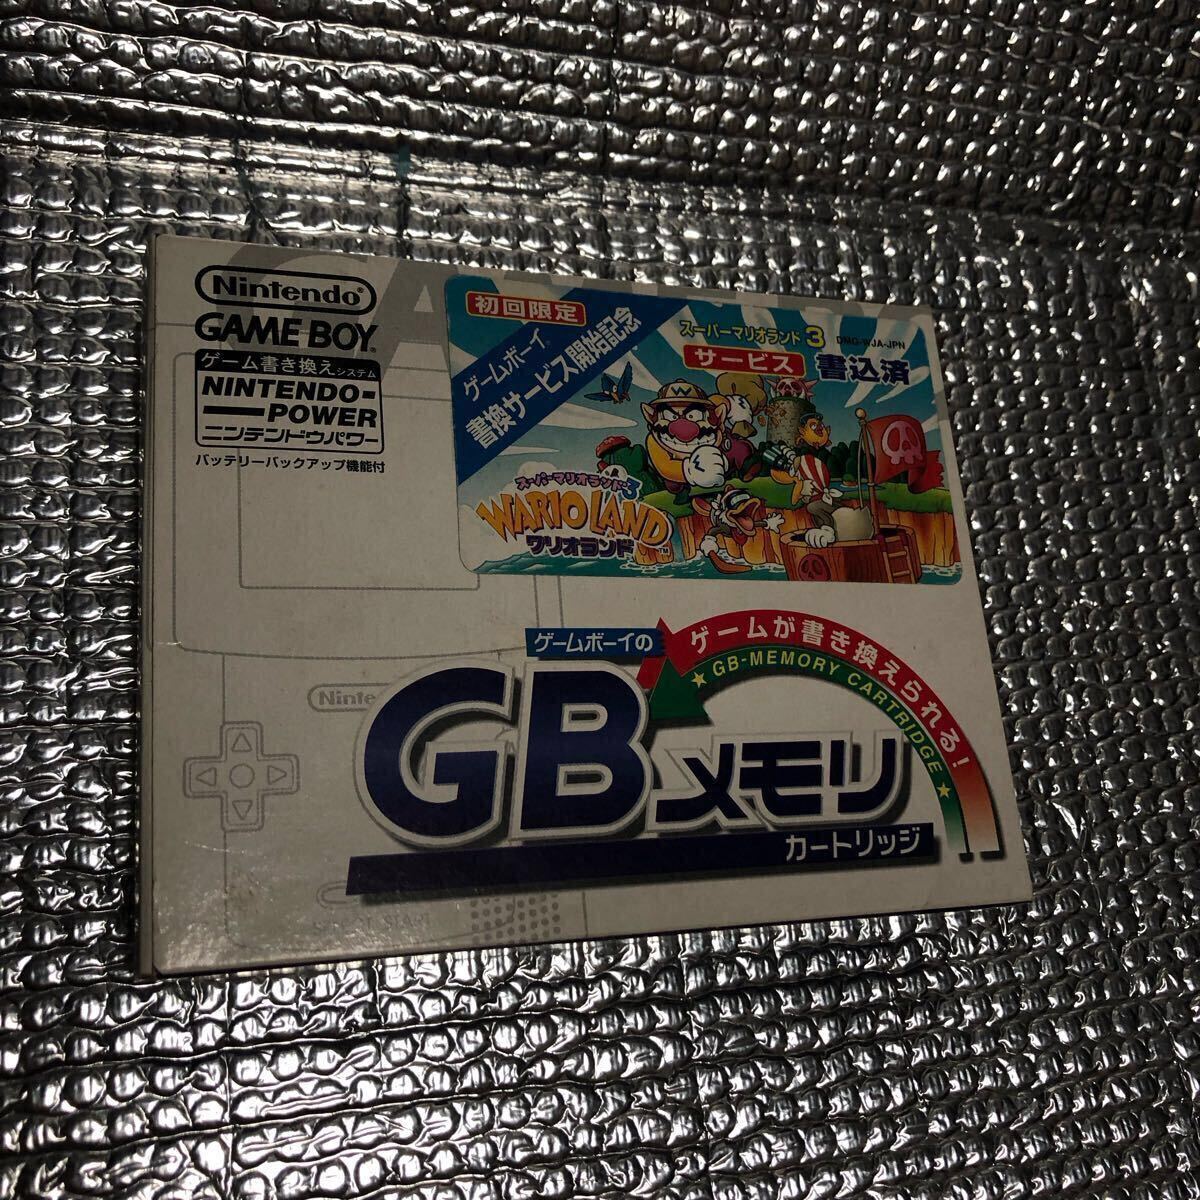 Nintendo®
GAME BOY
ゲーム書き換えシステム
NINTENDO-
POWER
ニンテンドウパワー
バッテリーバックアップ機能付
初回限定
ゲームボーイ®
書換サービス開始記念
スーパーマリオランド3
DMG-WJA-JPN
サービス
書込済
スーパーマリオランド3
WARIO LAND™
ワリオランド
ゲームボーイの
ゲームが書き換えられる!
★ GB-MEMORY CARTRIDGE ★
GBメモリ
カートリッジ